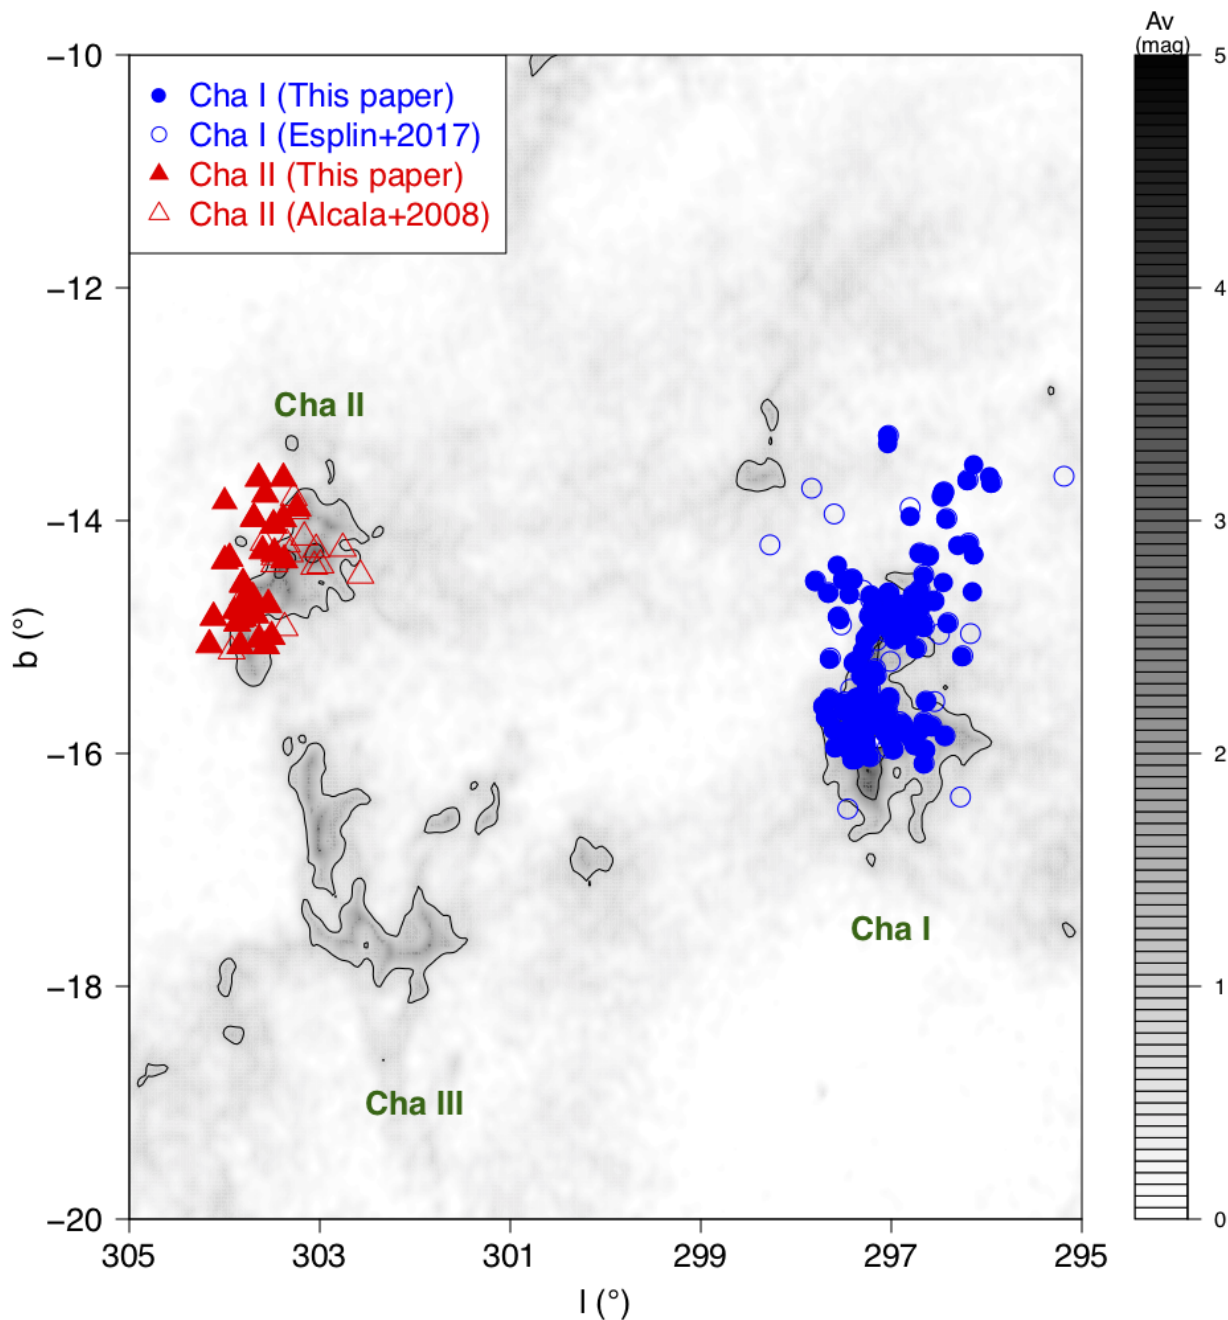 Av
(mag)
−10
5
Cha I (This paper)
Cha I (Esplin+2017)
Cha II (This paper)
Cha II (Alcala+2008)
−12
4
Cha II
−14
3
b (°)
−16
2
Cha I
−18
1
Cha III
−20
0
305
303
301
299
297
295
l (°)